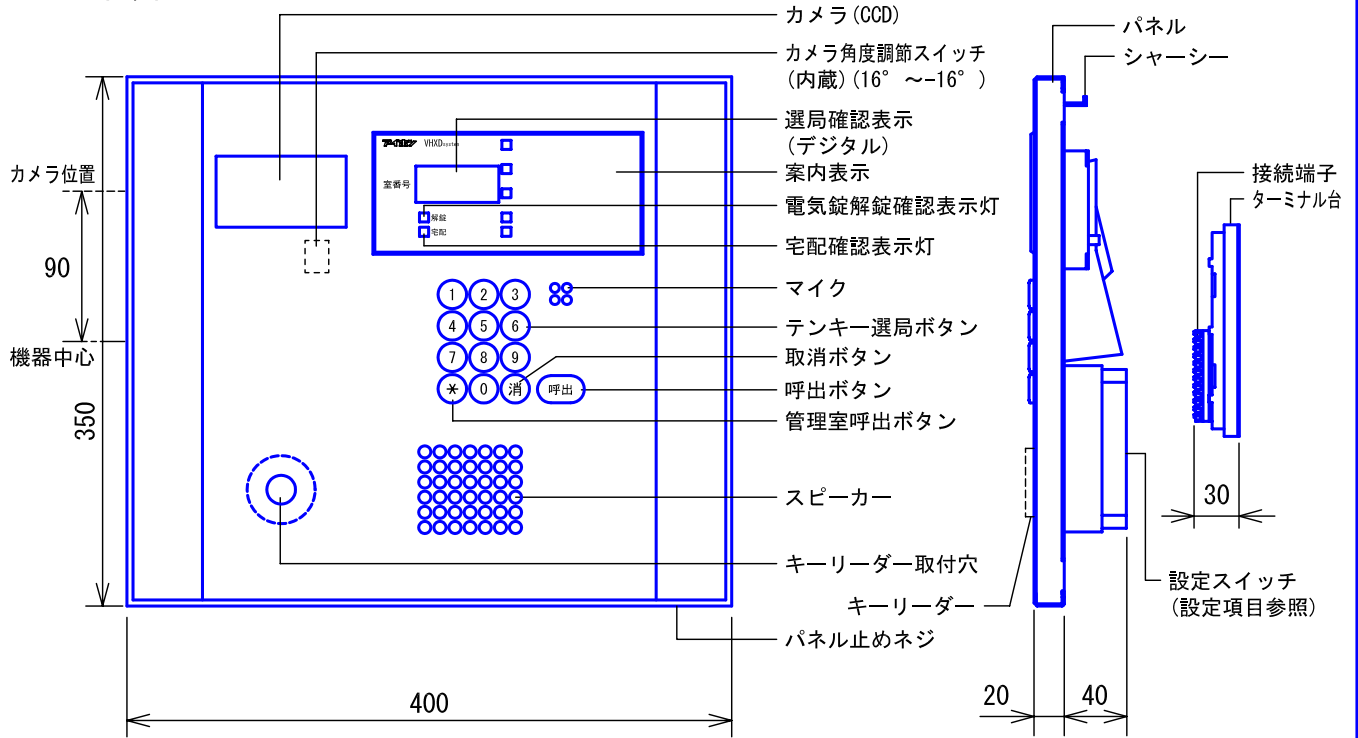 カメラ(CCD)
カメラ角度調節スイッチ
(内蔵)(16°～-16°)
選局確認表示
(デジタル)
案内表示
電気錠解錠確認表示灯
宅配確認表示灯
マイク
テンキー選局ボタン
取消ボタン
呼出ボタン
管理室呼出ボタン
スピーカー
キーリーダー取付穴
キーリーダー
パネル止めネジ
カメラ位置
90
機器中心
350
400
アイホン VHXDsystem
室番号
解錠
宅配
1 2 3
4 5 6
7 8 9
* 0 消 呼出
パネル
シャーシー
接続端子
ターミナル台
30
設定スイッチ
(設定項目参照)
20
40